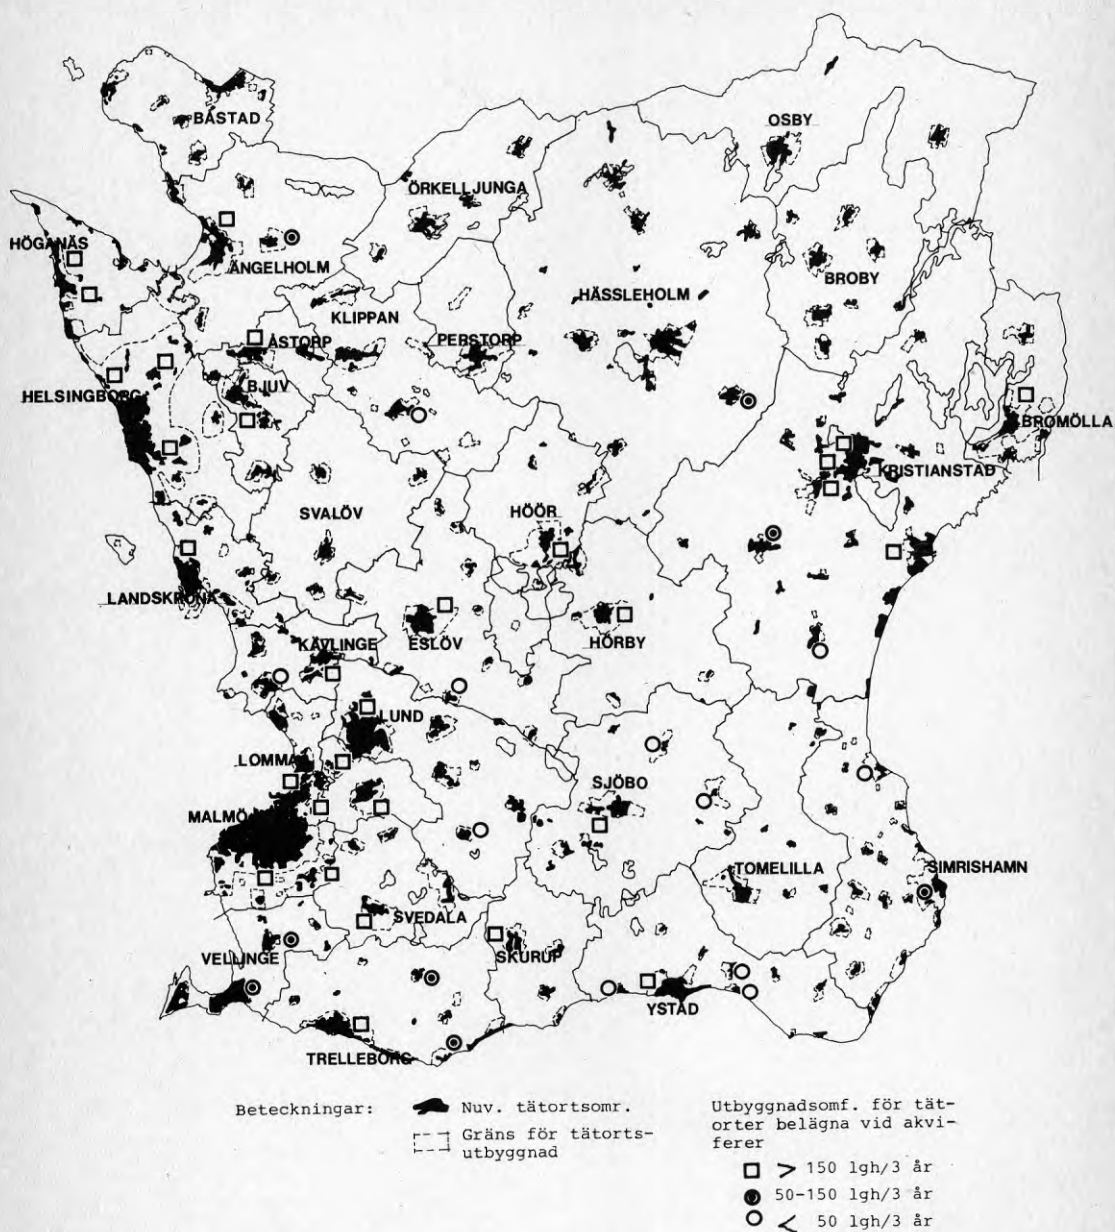 BÅSTAD
OSBY
ÖRKELLJUNGA
HÖGANÄS
ÄNGELHOLM
BROBY
HÄSSLEHOLM
KLIPPAN
ÅSTORP
PERSTORP
BJUV
HELSINGBORG
BROMÖLLA
KRISTIANSTAD
SVALÖV
HÖÖR
LANDSKRONA
KÄVLINGE
ESLÖV
HÖRBY
LUND
LOMMA
SJÖBO
MALMÖ
TOMELILLA
SIMRISHAMN
SVEDALA
VELLINGE
SKURUP
YSTAD
TRELLEBORG
Beteckningar:
Nuv. tätortsomr.
Gräns för tätorts-
utbyggnad
Utbyggnadsomf. för tät-
orter belägna vid akvi-
ferer
> 150 lgh/3 år
50-150 lgh/3 år
< 50 lgh/3 år